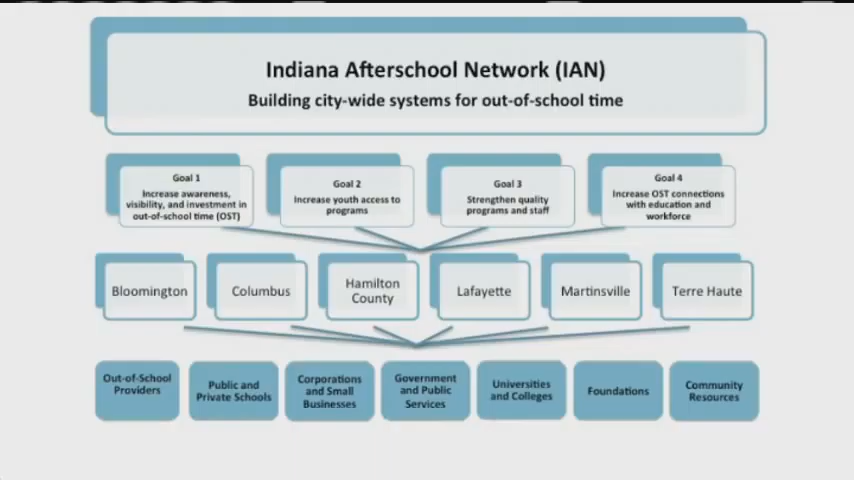 Indiana Afterschool Network (IAN)
Building city-wide systems for out-of-school time
Goal 1
Increase awareness,
visibility, and investment in
out-of-school time (OST)
Goal 2
Increase youth access to
programs
Goal 3
Strengthen quality
programs and staff
Goal 4
Increase OST connections
with education and
workforce
Bloomington
Columbus
Hamilton
County
Lafayette
Martinsville
Terre Haute
Out-of-School
Providers
Public and
Private Schools
Corporations
and Small
Businesses
Government
and Public
Services
Universities
and Colleges
Foundations
Community
Resources